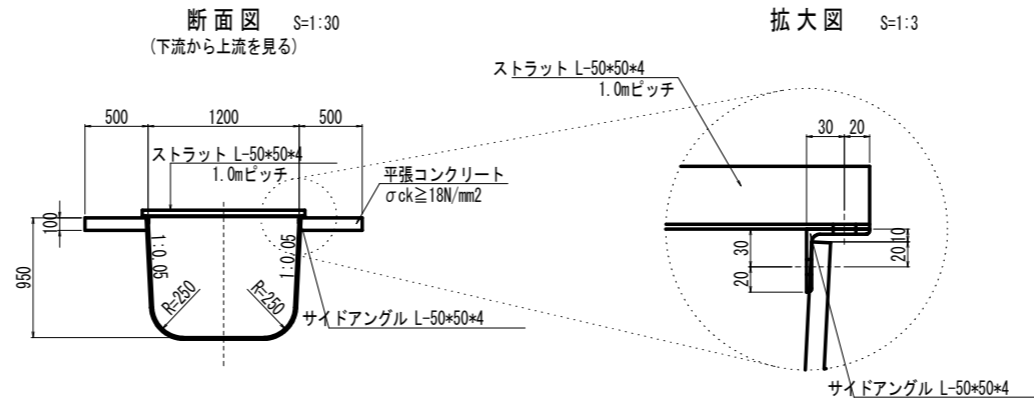 断面図 S=1:30
(下流から上流を見る)
500
1200
500
ストラット L-50*50*4
1.0mピッチ
平張コンクリート
σck≧18N/mm2
100
950
1:0.05
1:0.05
R=250
R=250
サイドアングル L-50*50*4
拡大図 S=1:3
ストラット L-50*50*4
1.0mピッチ
30
20
30
20
10
20
サイドアングル L-50*50*4